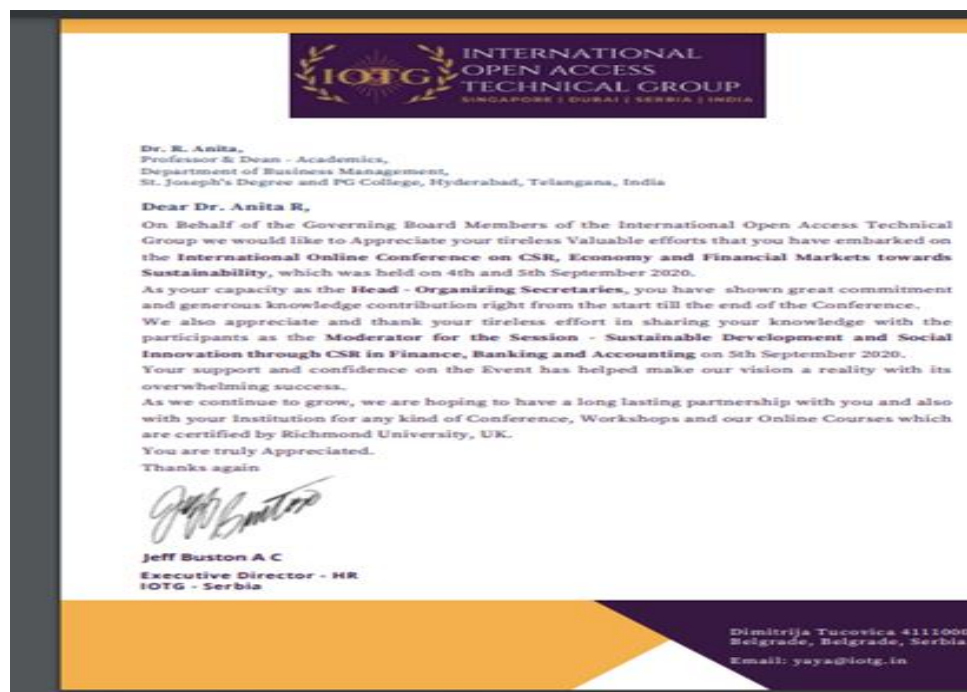 IOTG
INTERNATIONAL
OPEN ACCESS
TECHNICAL GROUP
SINGAPORE | DUBAI | SERBIA | INDIA
Dr. R. Anita,
Professor & Dean - Academics,
Department of Business Management,
St. Joseph's Degree and PG College, Hyderabad, Telangana, India
Dear Dr. Anita R,
On Behalf of the Governing Board Members of the International Open Access Technical
Group we would like to Appreciate your tireless Valuable efforts that you have embarked on
the International Online Conference on CSR, Economy and Financial Markets towards
Sustainability, which was held on 4th and 5th September 2020.
As your capacity as the Head - Organizing Secretaries, you have shown great commitment
and generous knowledge contribution right from the start till the end of the Conference.
We also appreciate and thank your tireless effort in sharing your knowledge with the
participants as the Moderator for the Session - Sustainable Development and Social
Innovation through CSR in Finance, Banking and Accounting on 5th September 2020.
Your support and confidence on the Event has helped make our vision a reality with its
overwhelming success.
As we continue to grow, we are hoping to have a long lasting partnership with you and also
with your Institution for any kind of Conference, Workshops and our Online Courses which
are certified by Richmond University, UK.
You are truly Appreciated.
Thanks again
Jeff Buston
Jeff Buston A C
Executive Director - HR
IOTG - Serbia
Dimitrija Tucovica 4111000
Belgrade, Belgrade, Serbia
Email: yaya@iotg.in